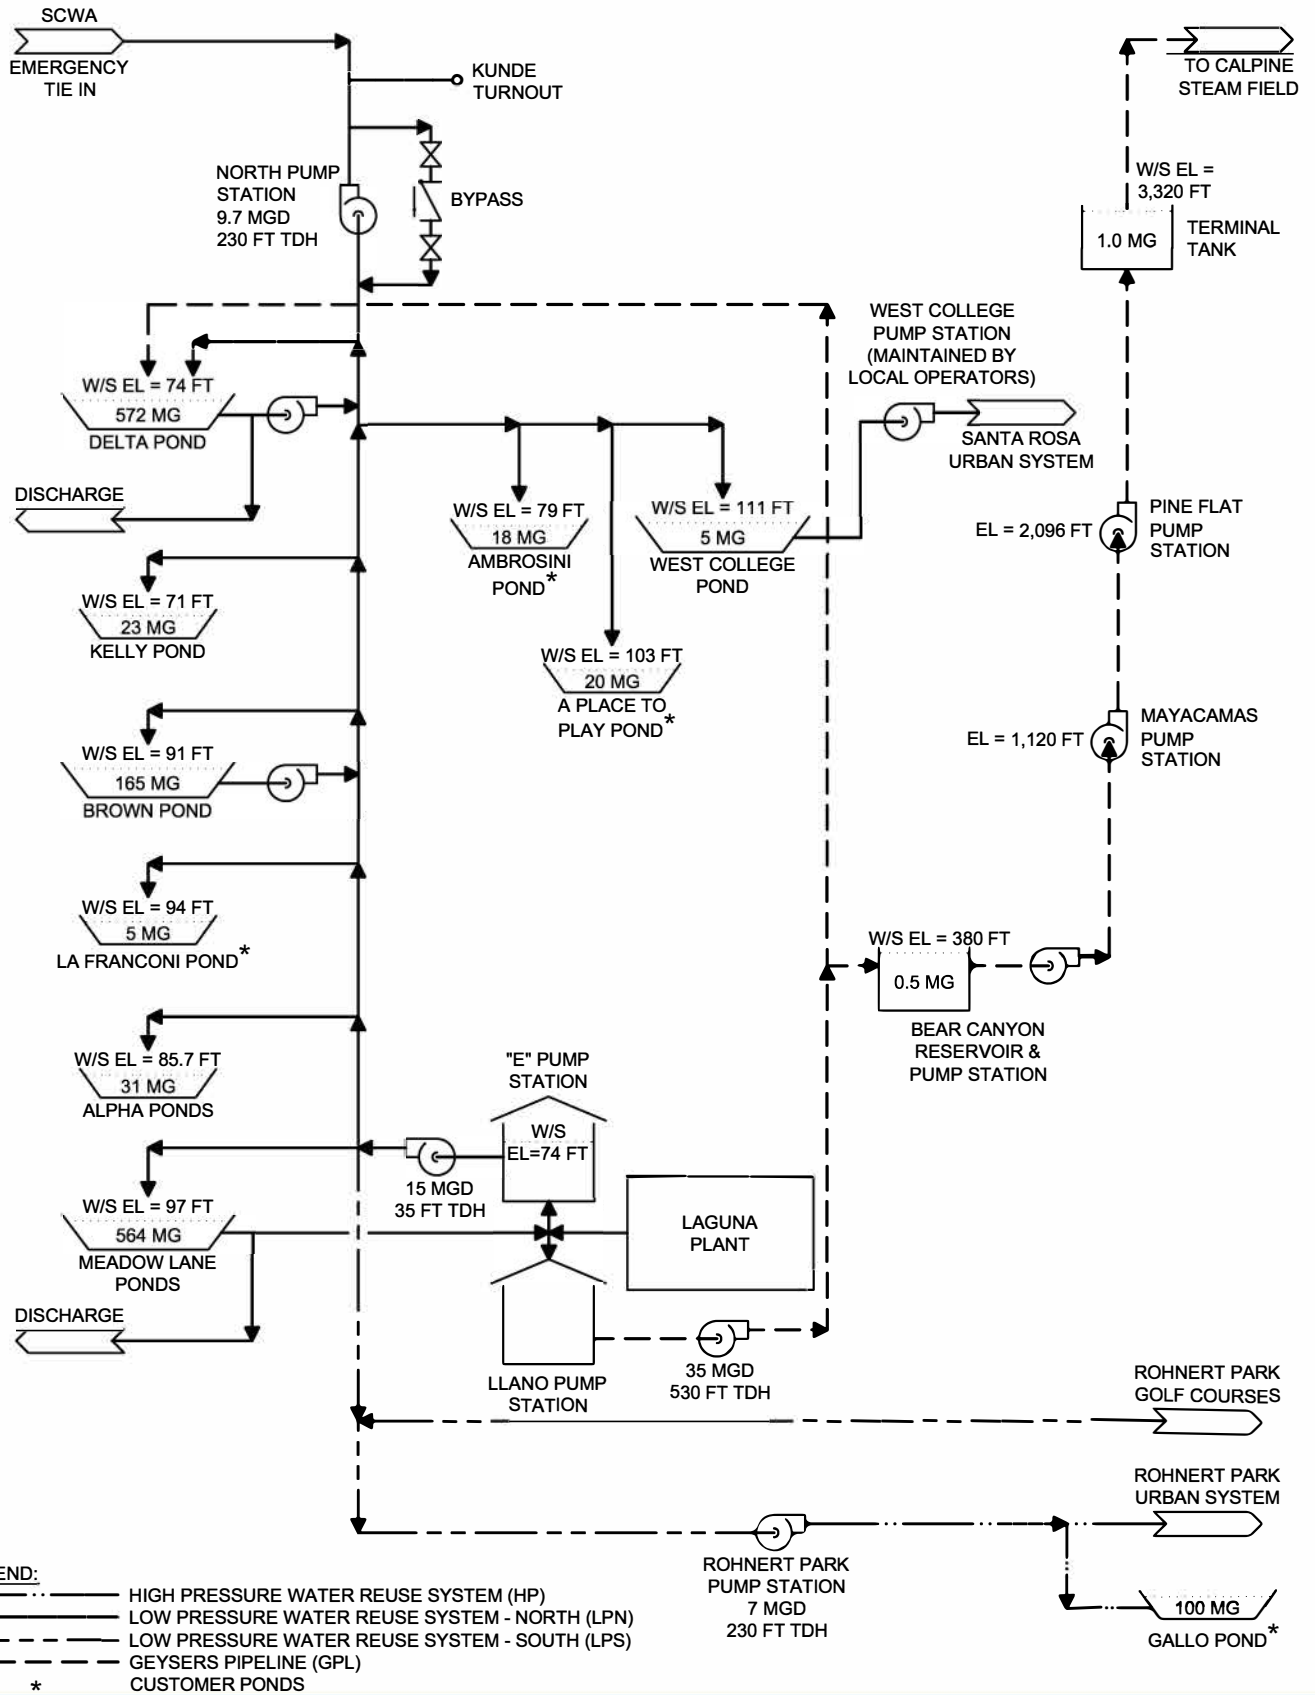 SCWA
EMERGENCY
TIE IN
KUNDE
TURNOUT
NORTH PUMP
STATION
9.7 MGD
230 FT TDH
BYPASS
TO CALPINE
STEAM FIELD
W/S EL =
3,320 FT
1.0 MG
TERMINAL
TANK
WEST COLLEGE
PUMP STATION
(MAINTAINED BY
LOCAL OPERATORS)
SANTA ROSA
URBAN SYSTEM
W/S EL = 74 FT
572 MG
DELTA POND
DISCHARGE
W/S EL = 79 FT
18 MG
AMBROSINI
POND*
W/S EL = 111 FT
5 MG
WEST COLLEGE
POND
EL = 2,096 FT
PINE FLAT
PUMP
STATION
W/S EL = 71 FT
23 MG
KELLY POND
W/S EL = 103 FT
20 MG
A PLACE TO
PLAY POND*
EL = 1,120 FT
MAYACAMAS
PUMP
STATION
W/S EL = 91 FT
165 MG
BROWN POND
W/S EL = 94 FT
5 MG
LA FRANCONI POND*
W/S EL = 380 FT
0.5 MG
BEAR CANYON
RESERVOIR &
PUMP STATION
W/S EL = 85.7 FT
31 MG
ALPHA PONDS
"E" PUMP
STATION
W/S
EL=74 FT
15 MGD
35 FT TDH
W/S EL = 97 FT
564 MG
MEADOW LANE
PONDS
LAGUNA
PLANT
DISCHARGE
LLANO PUMP
STATION
35 MGD
530 FT TDH
ROHNERT PARK
GOLF COURSES
ROHNERT PARK
URBAN SYSTEM
ROHNERT PARK
PUMP STATION
7 MGD
230 FT TDH
100 MG
GALLO POND*
END:
HIGH PRESSURE WATER REUSE SYSTEM (HP)
LOW PRESSURE WATER REUSE SYSTEM - NORTH (LPN)
LOW PRESSURE WATER REUSE SYSTEM - SOUTH (LPS)
GEYSERS PIPELINE (GPL)
* CUSTOMER PONDS